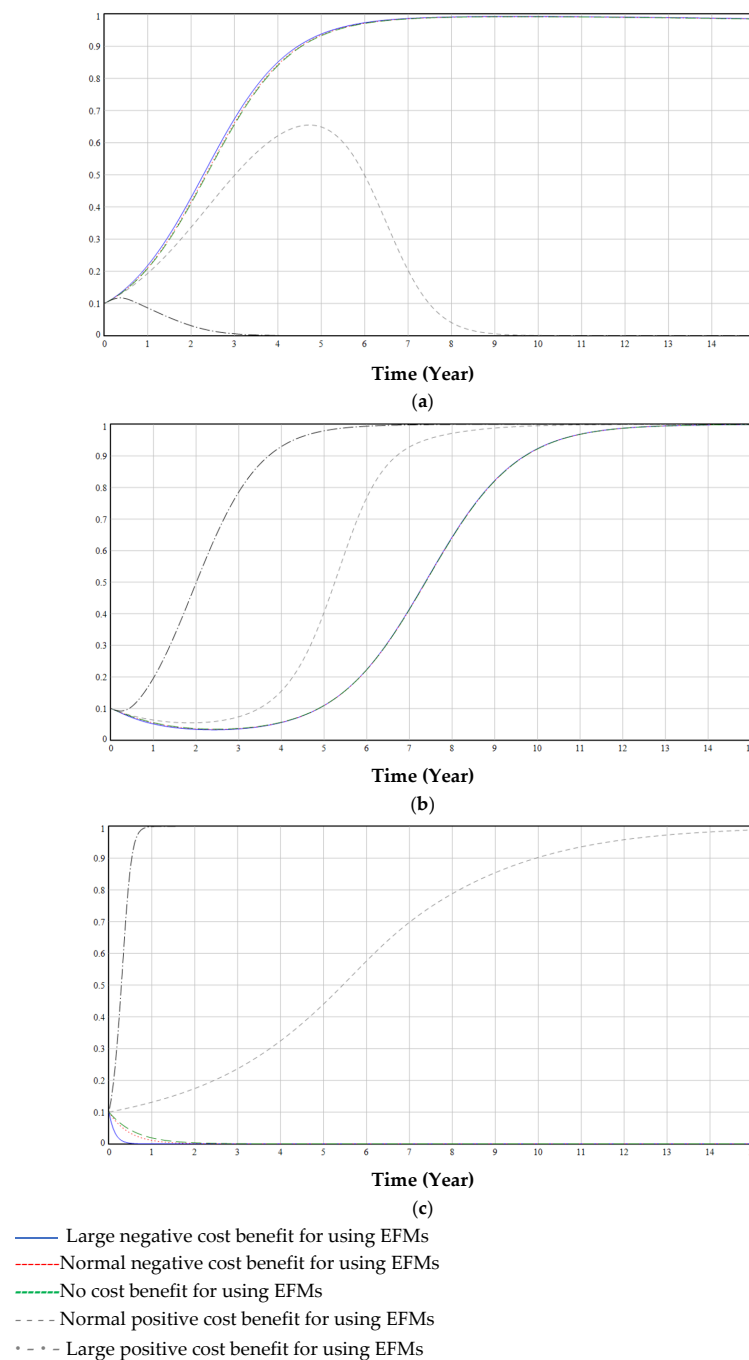 1
0.9
0.8
0.7
0.6
0.5
0.4
0.3
0.2
0.1
0
0 1 2 3 4 5 6 7 8 9 10 11 12 13 14
Time (Year)
(a)
1
0.9
0.8
0.7
0.6
0.5
0.4
0.3
0.2
0.1
0
0 1 2 3 4 5 6 7 8 9 10 11 12 13 14 15
Time (Year)
(b)
1
0.9
0.8
0.7
0.6
0.5
0.4
0.3
0.2
0.1
0
0 1 2 3 4 5 6 7 8 9 10 11 12 13 14
Time (Year)
(c)
Large negative cost benefit for using EFMs
Normal negative cost benefit for using EFMs
No cost benefit for using EFMs
Normal positive cost benefit for using EFMs
Large positive cost benefit for using EFMs